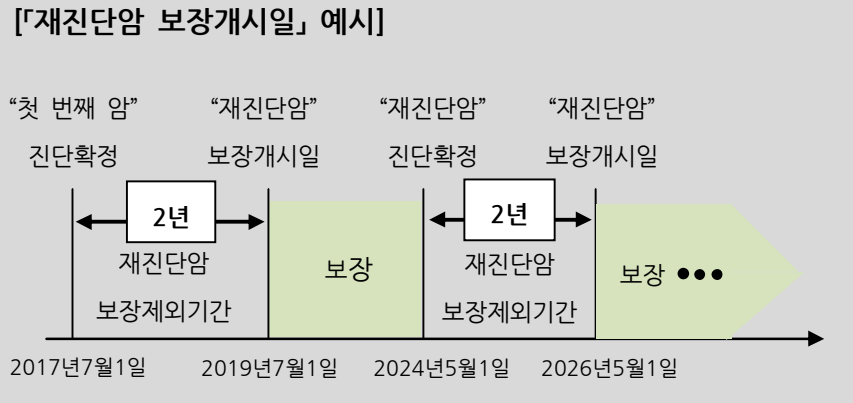 [「재진단암 보장개시일」 예시]
“첫 번째 암” “재진단암” “재진단암” “재진단암”
진단확정 보장개시일 진단확정 보장개시일
2년 2년
재진단암 보장 재진단암 보장 ●●●
보장제외기간 보장제외기간
2017년7월1일 2019년7월1일 2024년5월1일 2026년5월1일